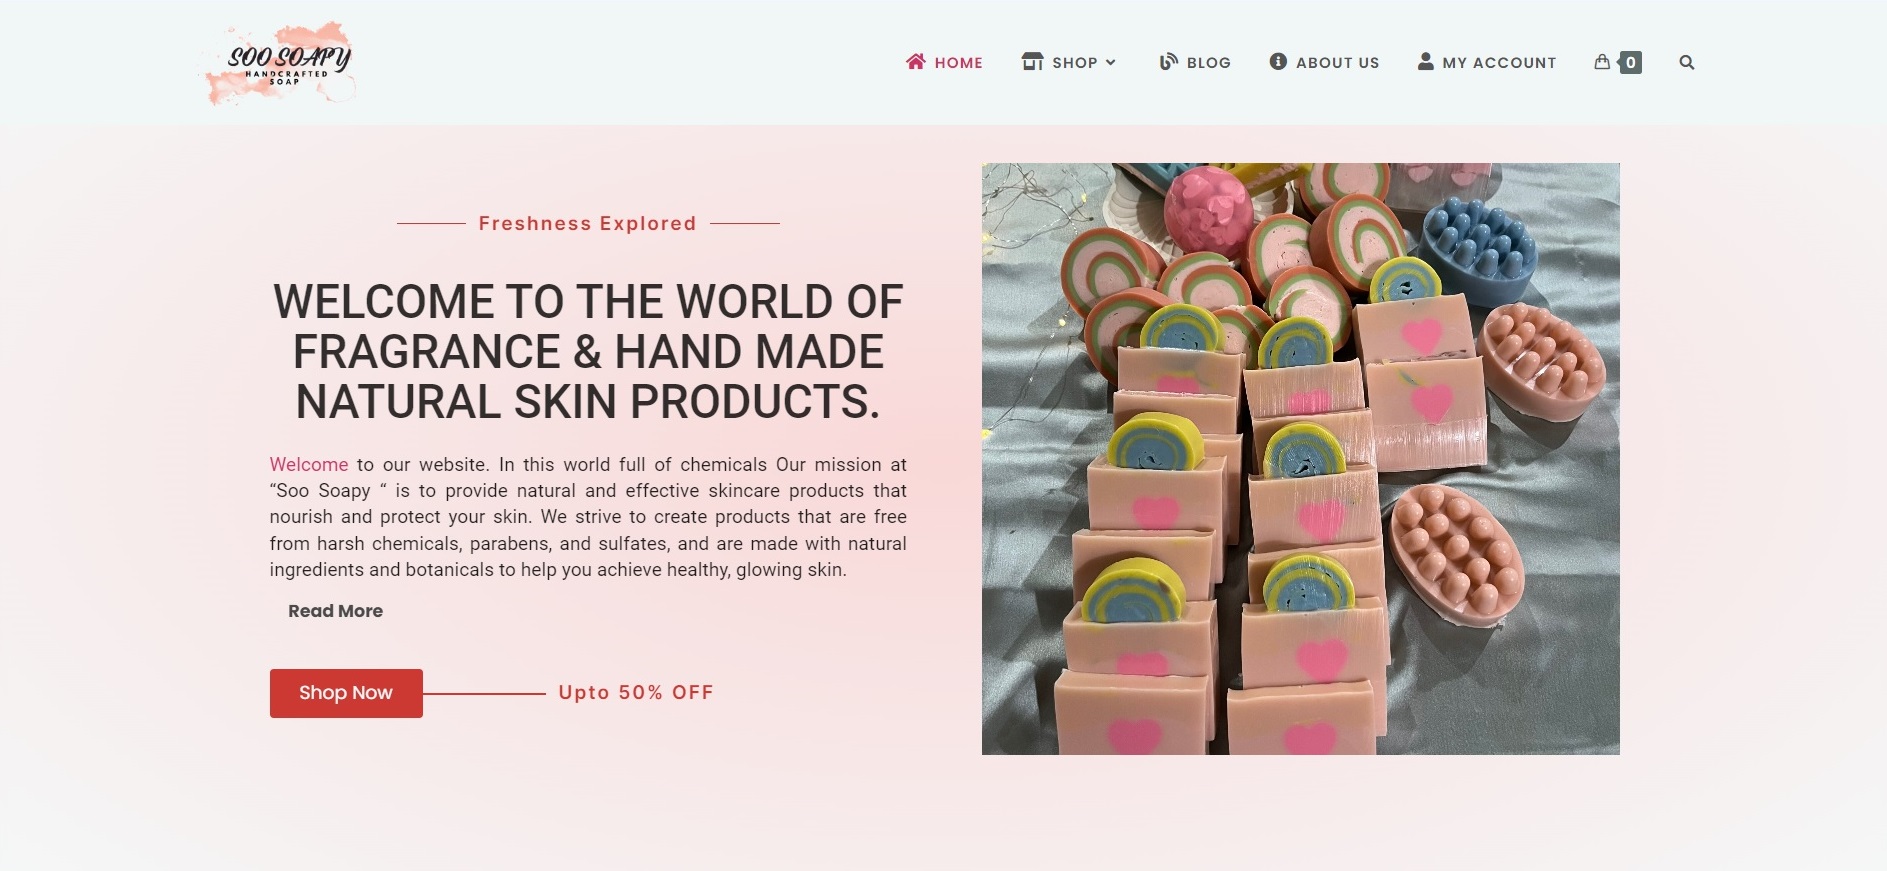 SOO SOAPY
HANDCRAFTED
SOAP
HOME
SHOP
BLOG
ABOUT US
MY ACCOUNT
0
Freshness Explored
WELCOME TO THE WORLD OF
FRAGRANCE & HAND MADE
NATURAL SKIN PRODUCTS.
Welcome to our website. In this world full of chemicals Our mission at
“Soo Soapy “ is to provide natural and effective skincare products that
nourish and protect your skin. We strive to create products that are free
from harsh chemicals, parabens, and sulfates, and are made with natural
ingredients and botanicals to help you achieve healthy, glowing skin.
Read More
Shop Now
Upto 50% OFF